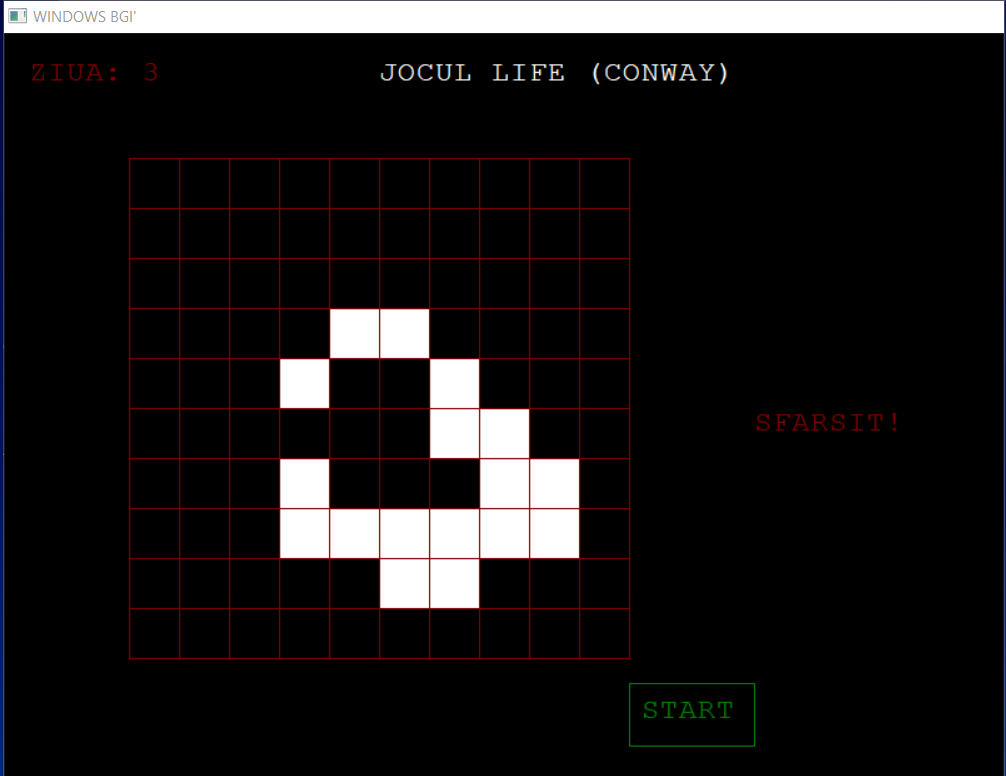 WINDOWS BGI'
ZIUA: 3
JOCUL LIFE (CONWAY)
SFARSIT!
START